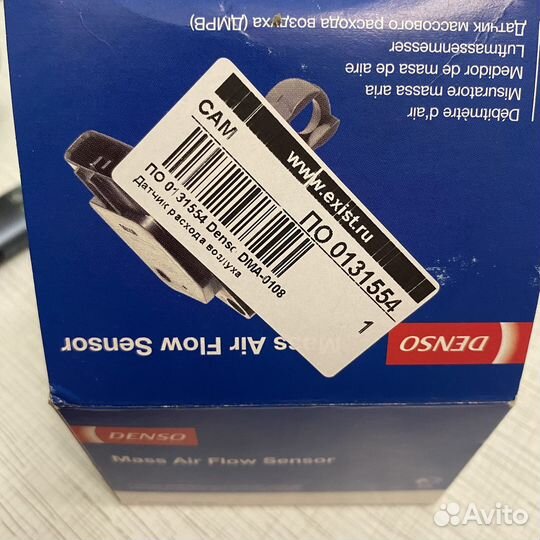 Débitmètre d'air
Misuratore massa aria
Medidor de masa de aire
Luftmassenmesser
Датчик массового расхода воздуха (ДМРВ)
CAM
www.exist.ru
ПО 0131554
1
ПО 0131554 Denso DMA-0108
Датчик расхода воздуха
Mass Air Flow Sensor
DENSO
DENSO
Mass Air Flow Sensor
Avito